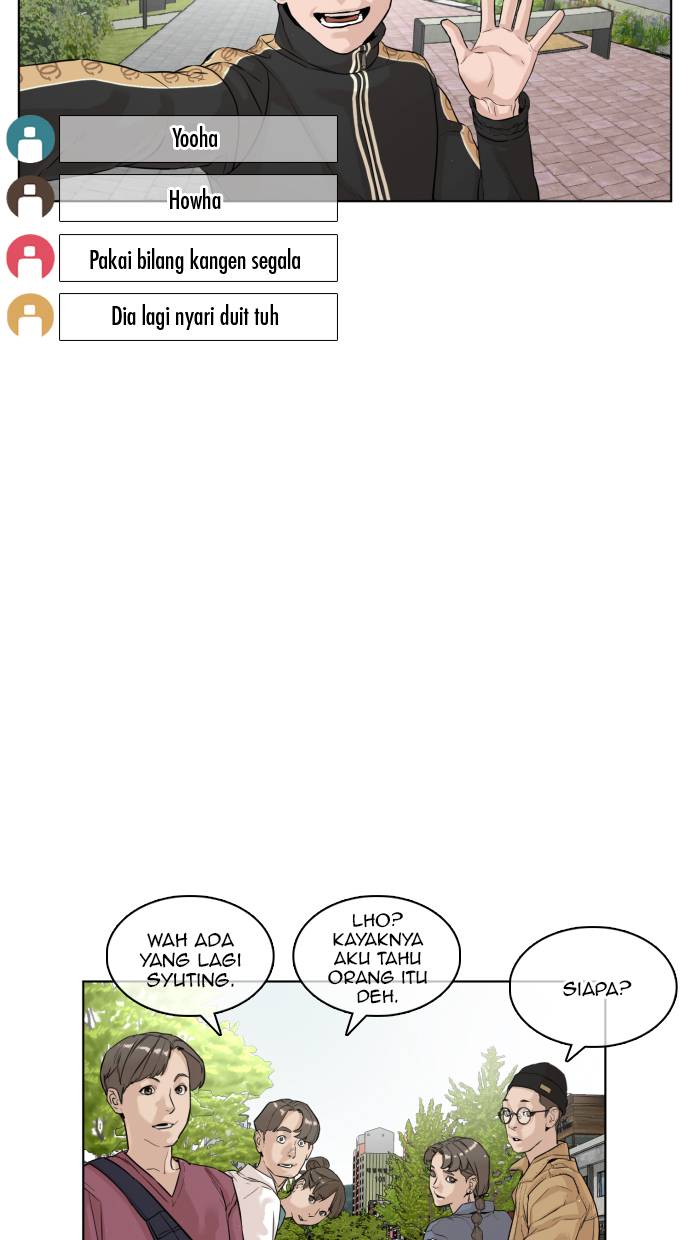 Yooha
Howha
Pakai bilang kangen segala
Dia lagi nyari duit tuh
WAH ADA
YANG LAGI
SYUTING.
LHO?
KAYAKNYA
AKU TAHU
ORANG ITU
DEH.
SIAPA?